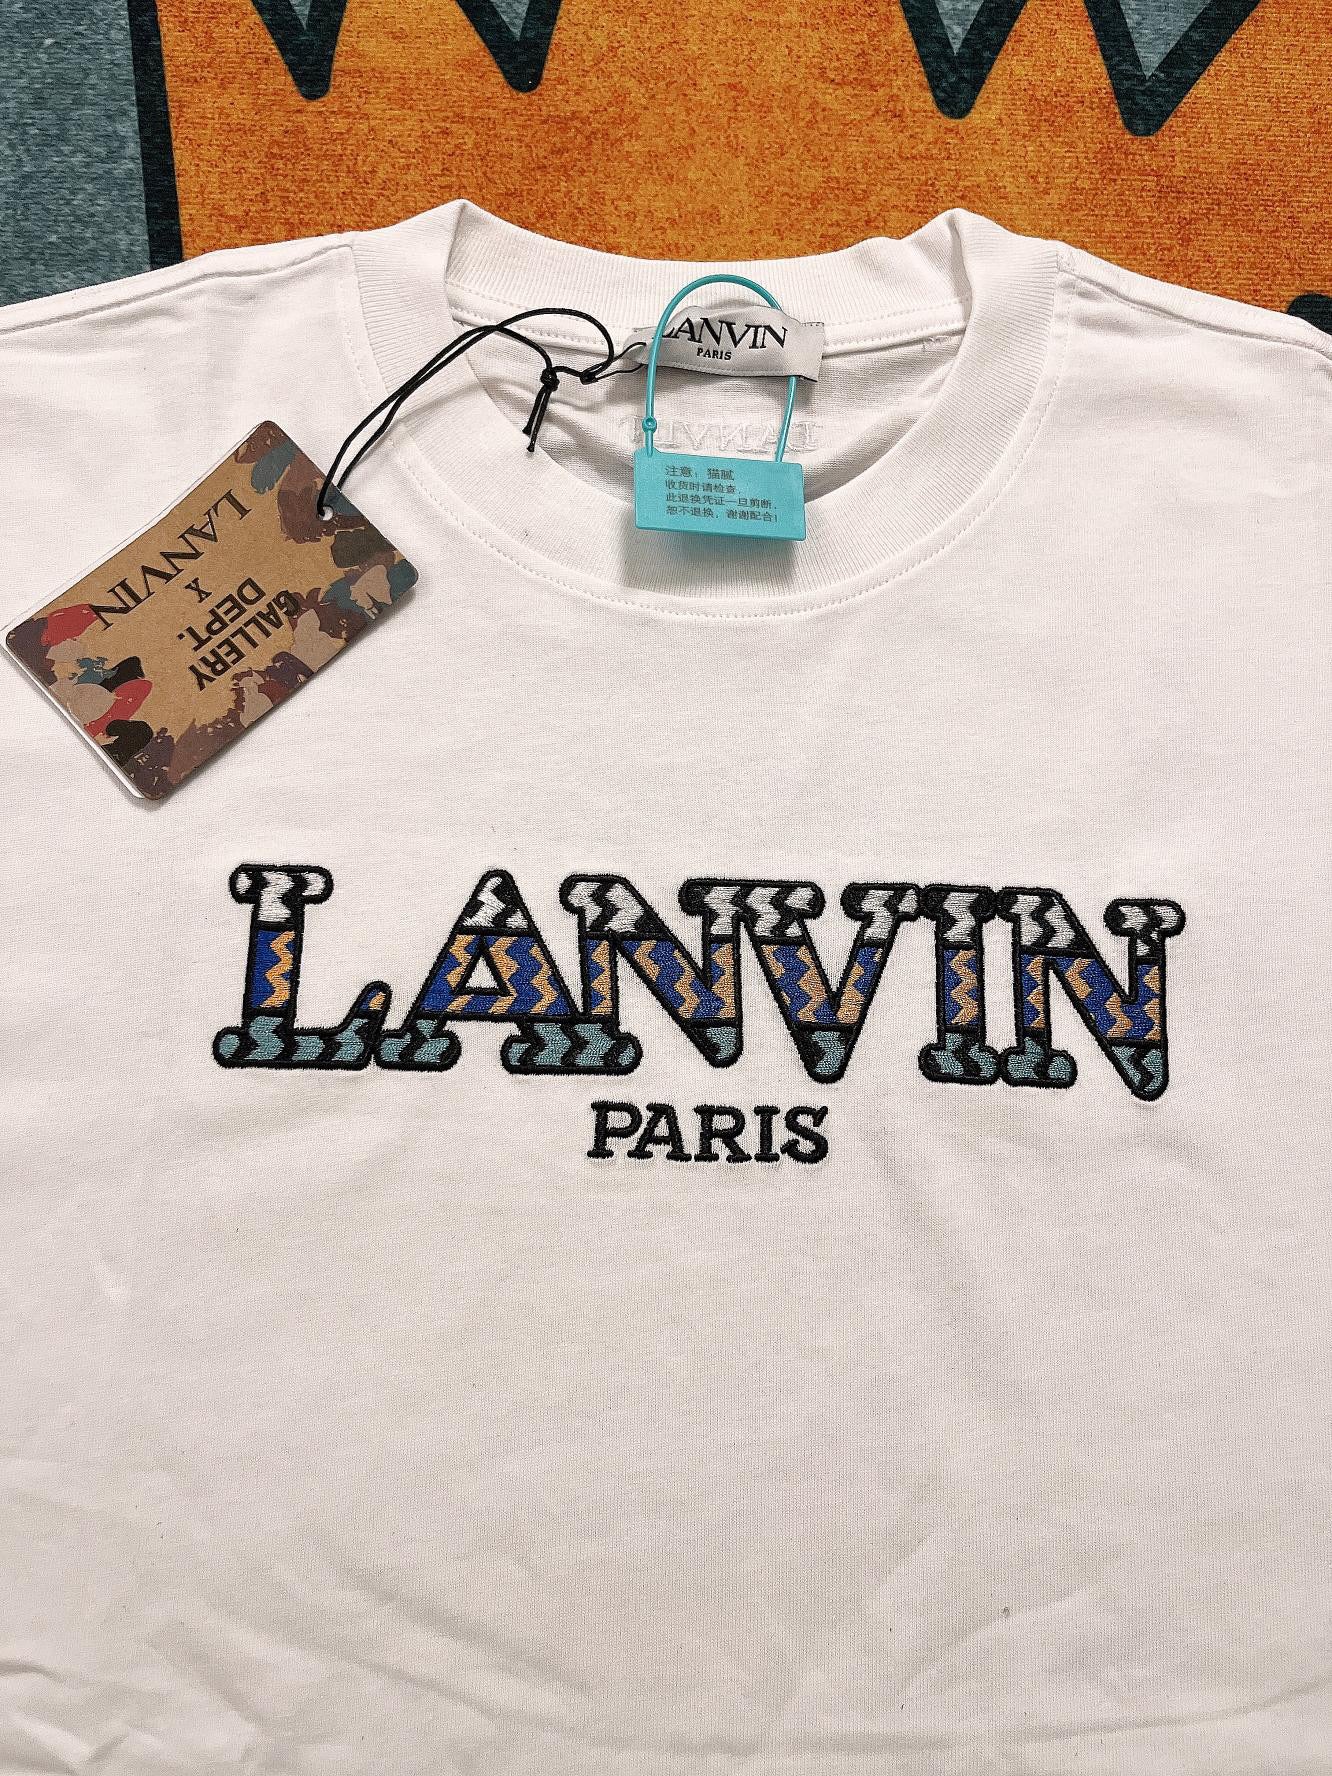 LANVIN
PARIS
LANVIN
注意：猫腻
收货时请检查，
此退换凭证一旦剪断，
恕不退换，谢谢配合！
LANVIN
X
GALLERY
DEPT.
LANVIN
PARIS